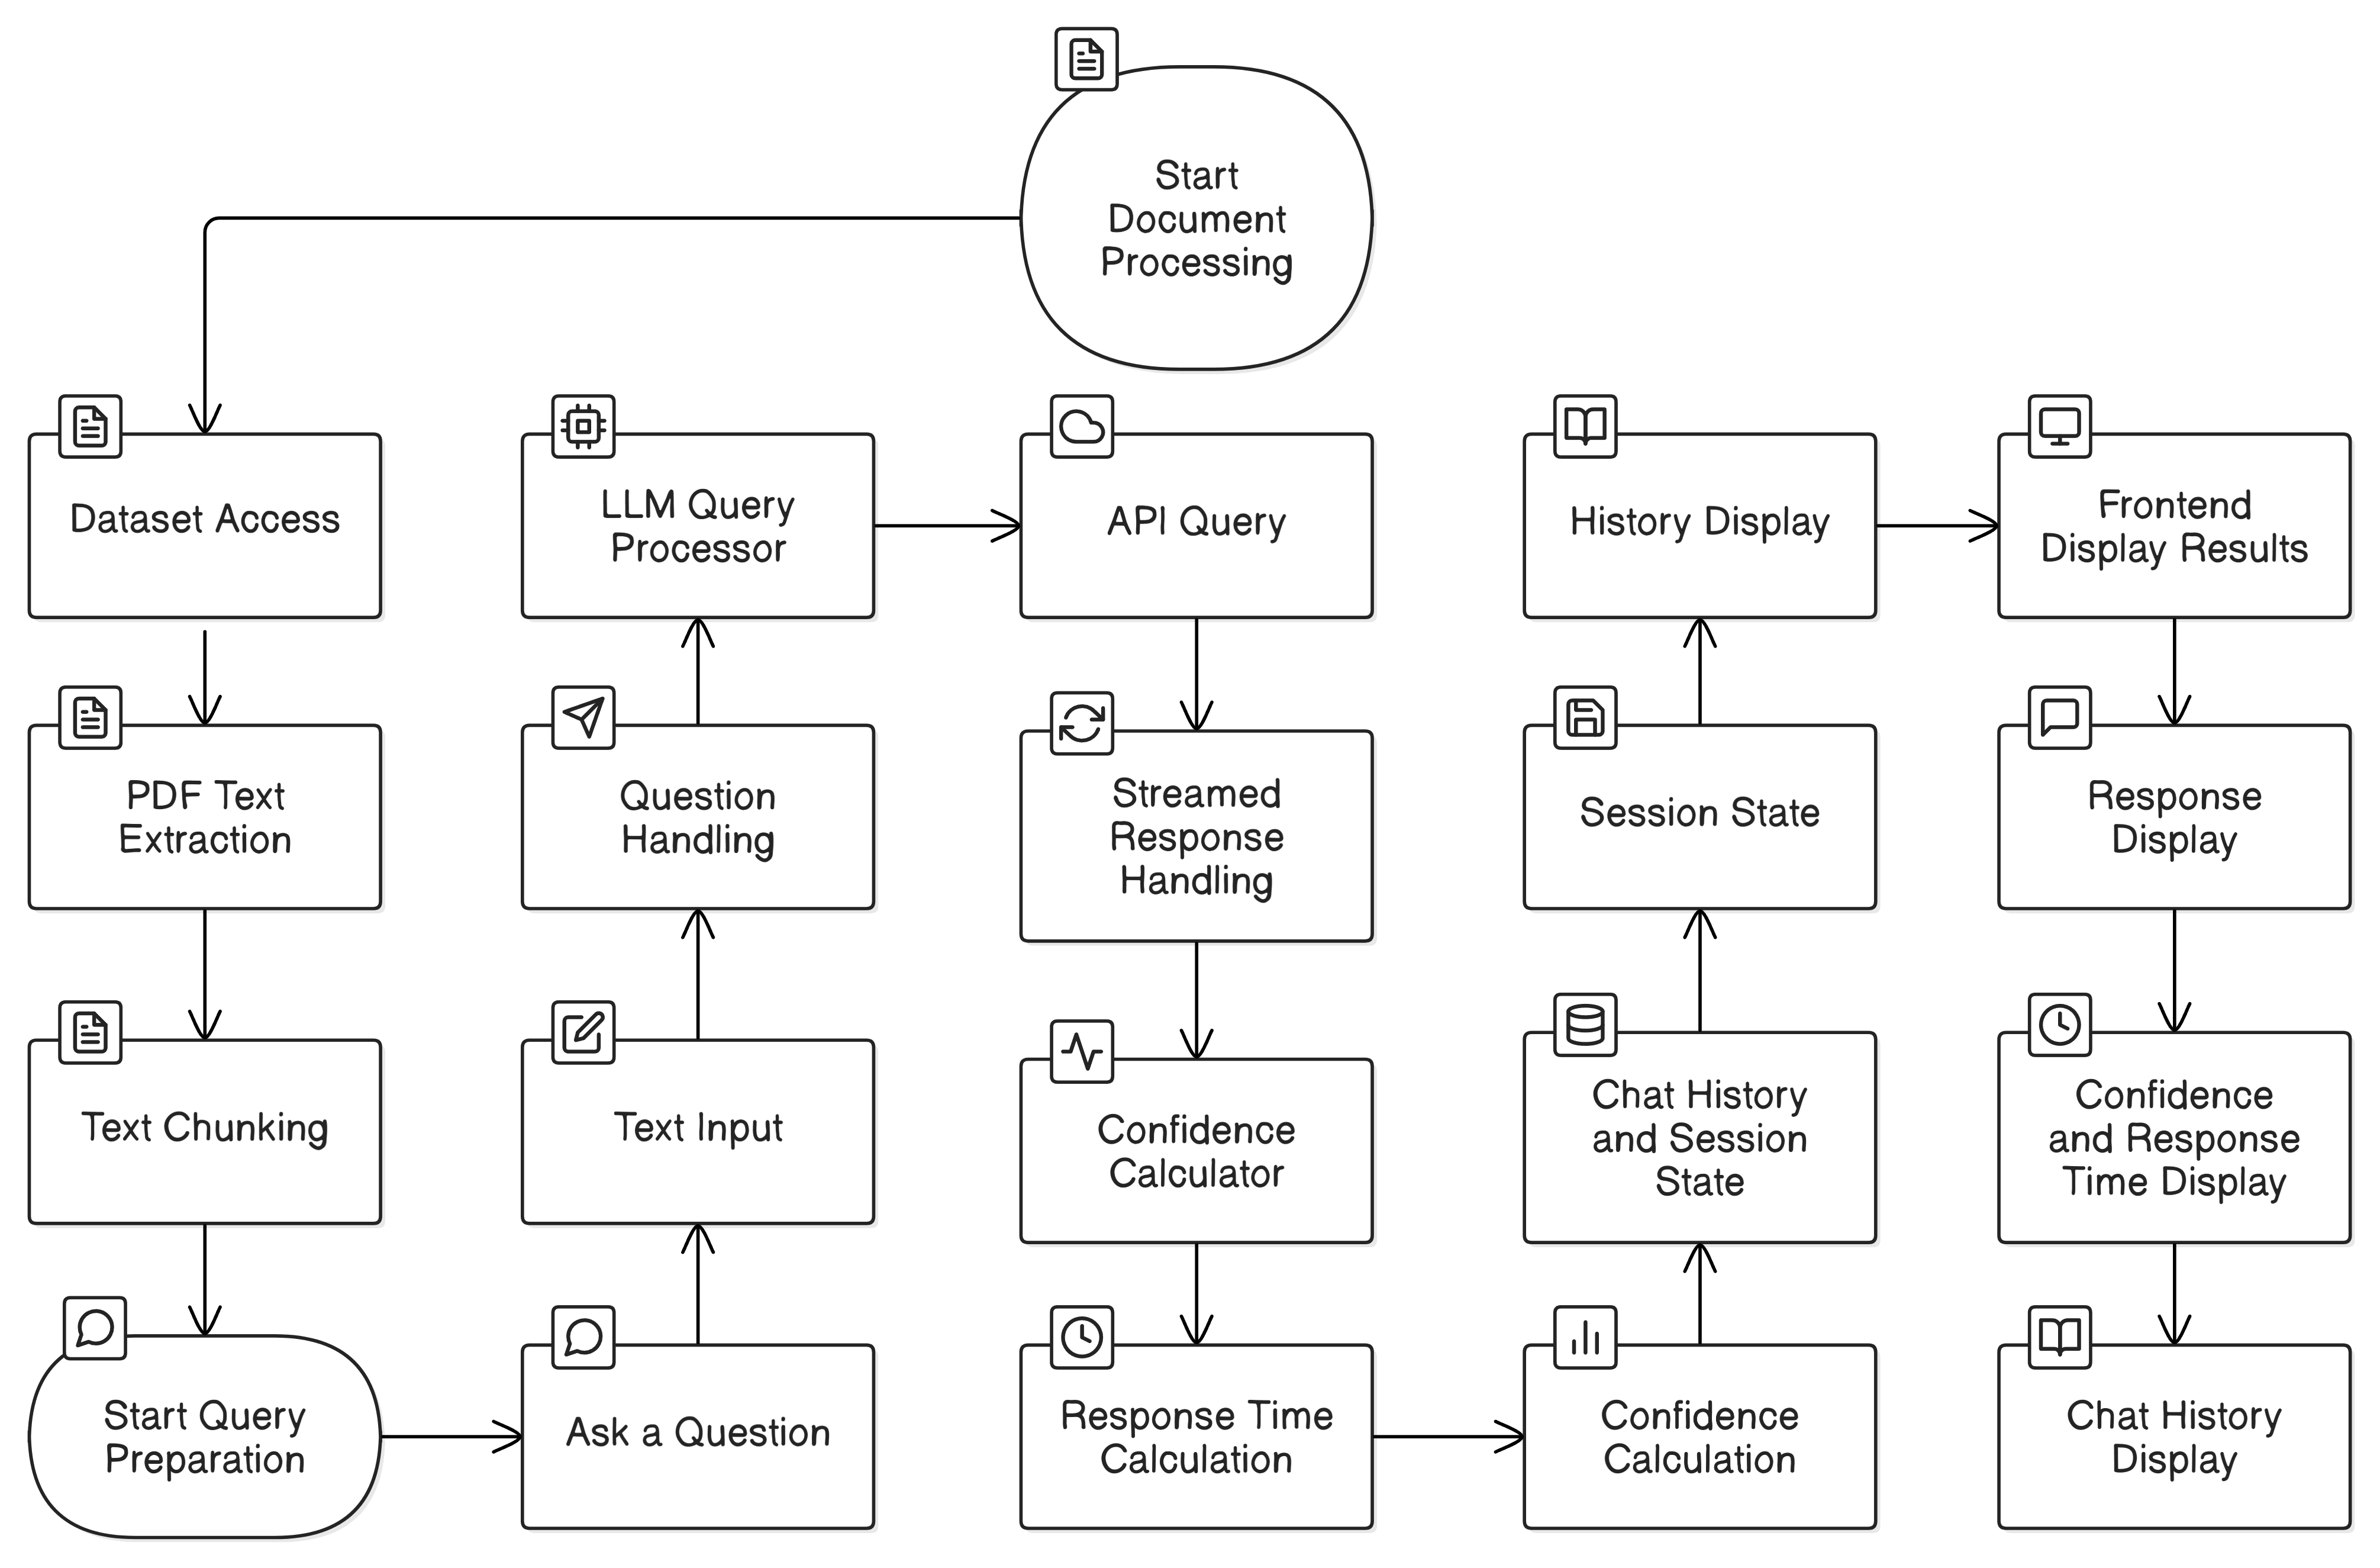 Start
Document
Processing
Dataset Access
LLM Query
Processor
API Query
History Display
Frontend
Display Results
PDF Text
Extraction
Question
Handling
Streamed
Response
Handling
Session State
Response
Display
Text Chunking
Text Input
Confidence
Calculator
Chat History
and Session
State
Confidence
and Response
Time Display
Start Query
Preparation
Ask a Question
Response Time
Calculation
Confidence
Calculation
Chat History
Display